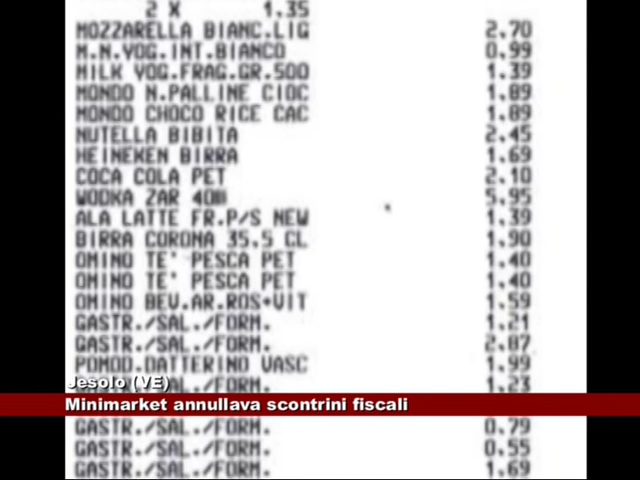 2 X 1.35
MOZZARELLA BIANC.LIG 2.70
M.N.YOG.INT.BIANCO 0.99
MILK YOG.FRAG.GR.500 1.39
MONDO N.PALLINE CIOC 1.89
MONDO CHOCO RICE CAC 1.89
NUTELLA BIBITA 2.45
HEINEKEN BIRRA 1.69
COCA COLA PET 2.10
WODKA ZAR 5.95
ALA LATTE FR.P/S NEW 1.39
BIRRA CORONA 35.5 CL 1.90
OMINO TE' PESCA PET 1.40
OMINO TE' PESCA PET 1.40
OMINO BEV.AR.ROS+VIT 1.59
GASTR./SAL./FORM. 1.21
GASTR./SAL./FORM. 2.87
POMOD.DATTERINO VASC 1.99
Jesolo (VE)
SAL./FORM. 1.23
Minimarket annullava scontrini fiscali
GASTR./SAL./FORM. 0.79
GASTR./SAL./FORM. 0.55
GASTR./SAL./FORM. 1.69